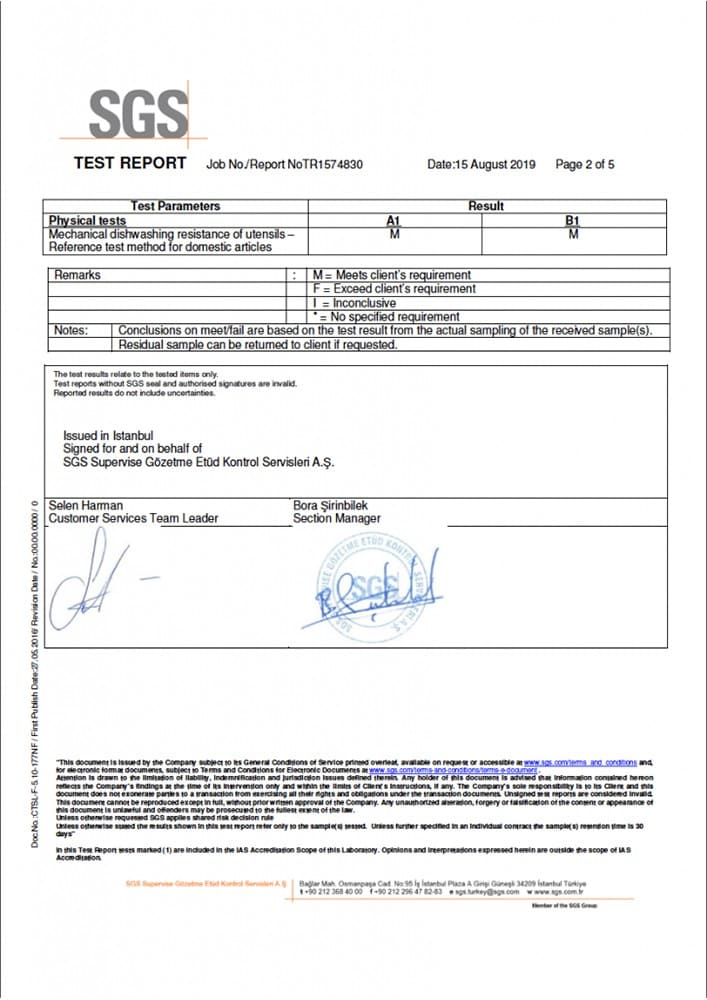 SGS
TEST REPORT Job No./Report NoTR1574830 Date:15 August 2019 Page 2 of 5
Test Parameters Result
Physical tests A1 B1
Mechanical dishwashing resistance of utensils – M M
Reference test method for domestic articles
Remarks : M = Meets client's requirement
F = Exceed client's requirement
I = Inconclusive
* = No specified requirement
Notes: Conclusions on meet/fail are based on the test result from the actual sampling of the received sample(s).
Residual sample can be returned to client if requested.
The test results relate to the tested items only.
Test reports without SGS seal and authorised signatures are invalid.
Reported results do not include uncertainties.
Issued in Istanbul
Signed for and on behalf of
SGS Supervise Gözetme Etüd Kontrol Servisleri A.Ş.
Selen Harman Bora Şirinbilek
Customer Services Team Leader Section Manager
SGS
Doc.No.:CTSL-F-5.10-177NF / First Publish Date:27.05.2016/ Revision Date / No:00.00.0000 / 0
"This document is issued by the Company subject to its General Conditions of Service printed overleaf, available on request or accessible at www.sgs.com/terms_and_conditions and,
for electronic format documents, subject to Terms and Conditions for Electronic Documents at www.sgs.com/terms-and-conditions/terms-e-document .
Attention is drawn to the limitation of liability, indemnification and jurisdiction issues defined therein. Any holder of this document is advised that information contained hereon
reflects the Company's findings at the time of its intervention only and within the limits of Client's instructions, if any. The Company's sole responsibility is to its Client and this
document does not exonerate parties to a transaction from exercising all their rights and obligations under the transaction documents. Unsigned test reports are considered invalid.
This document cannot be reproduced except in full, without prior written approval of the Company. Any unauthorized alteration, forgery or falsification of the content or appearance of
this document is unlawful and offenders may be prosecuted to the fullest extent of the law.
Unless otherwise requested SGS applies shared risk decision rule
Unless otherwise stated the results shown in this test report refer only to the sample(s) tested. Unless further specified in an individual contract the sample(s) retention time is 30
days"
In this Test Report tests marked (1) are included in the IAS Accreditation Scope of this Laboratory. Opinions and interpretations expressed herein are outside the scope of IAS
Accreditation.
SGS Supervise Gözetme Etüd Kontrol Servisleri A.Ş. Bağlar Mah. Osmanpaşa Cad. No:95 İş İstanbul Plaza A Girişi Güneşli 34209 İstanbul Türkiye
t +90 212 368 40 00 f +90 212 296 47 82-83 e sgs.turkey@sgs.com w www.sgs.com.tr
Member of the SGS Group